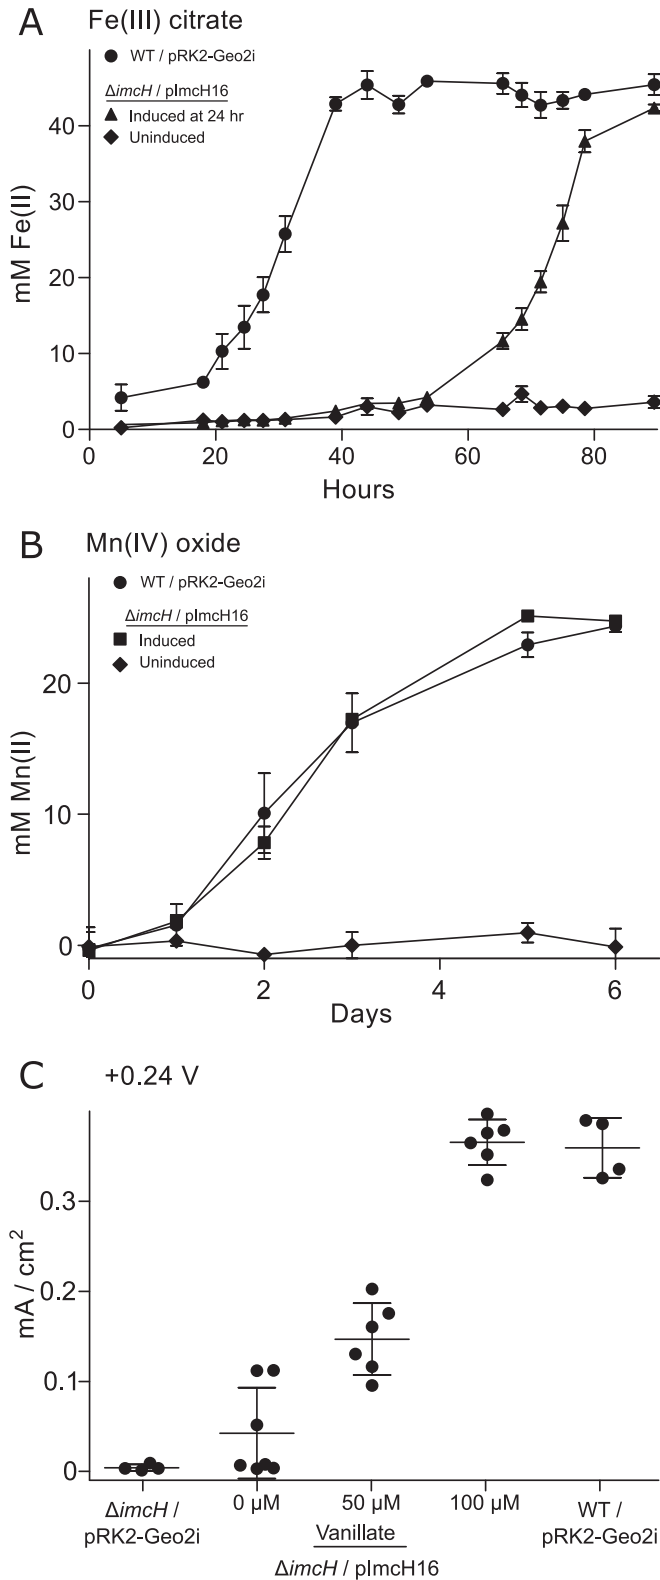 A Fe(III) citrate
WT / pRK2-Geo2i
ΔimcH / pImcH16
Induced at 24 hr
Uninduced
mM Fe(II)
40
30
20
10
0
0 20 40 60 80
Hours
B Mn(IV) oxide
WT / pRK2-Geo2i
ΔimcH / pImcH16
Induced
Uninduced
mM Mn(II)
20
10
0
0 2 4 6
Days
C +0.24 V
mA / cm²
0.3
0.2
0.1
0
ΔimcH / pRK2-Geo2i
0 μM 50 μM 100 μM
Vanillate
ΔimcH / pImcH16
WT / pRK2-Geo2i